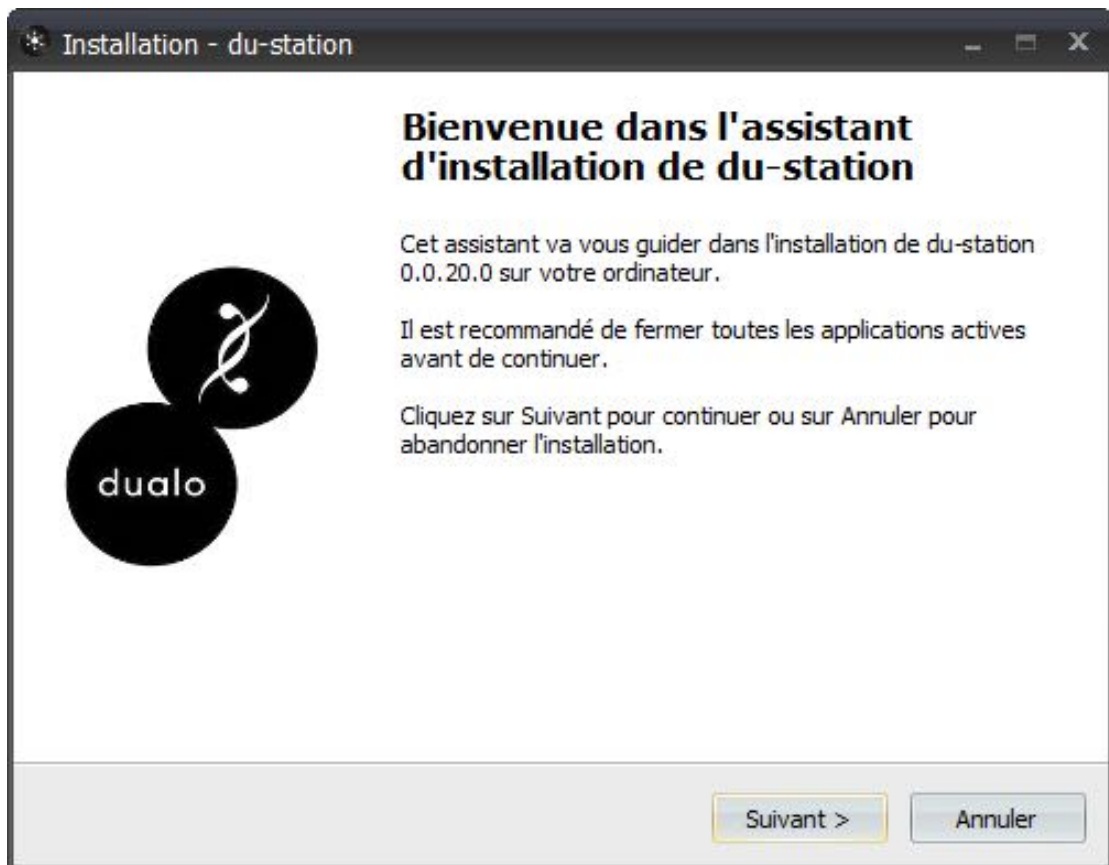 Installation - du-station
Bienvenue dans l'assistant
d'installation de du-station
Cet assistant va vous guider dans l'installation de du-station
0.0.20.0 sur votre ordinateur.
Il est recommandé de fermer toutes les applications actives
avant de continuer.
Cliquez sur Suivant pour continuer ou sur Annuler pour
abandonner l'installation.
dualo
Suivant >
Annuler